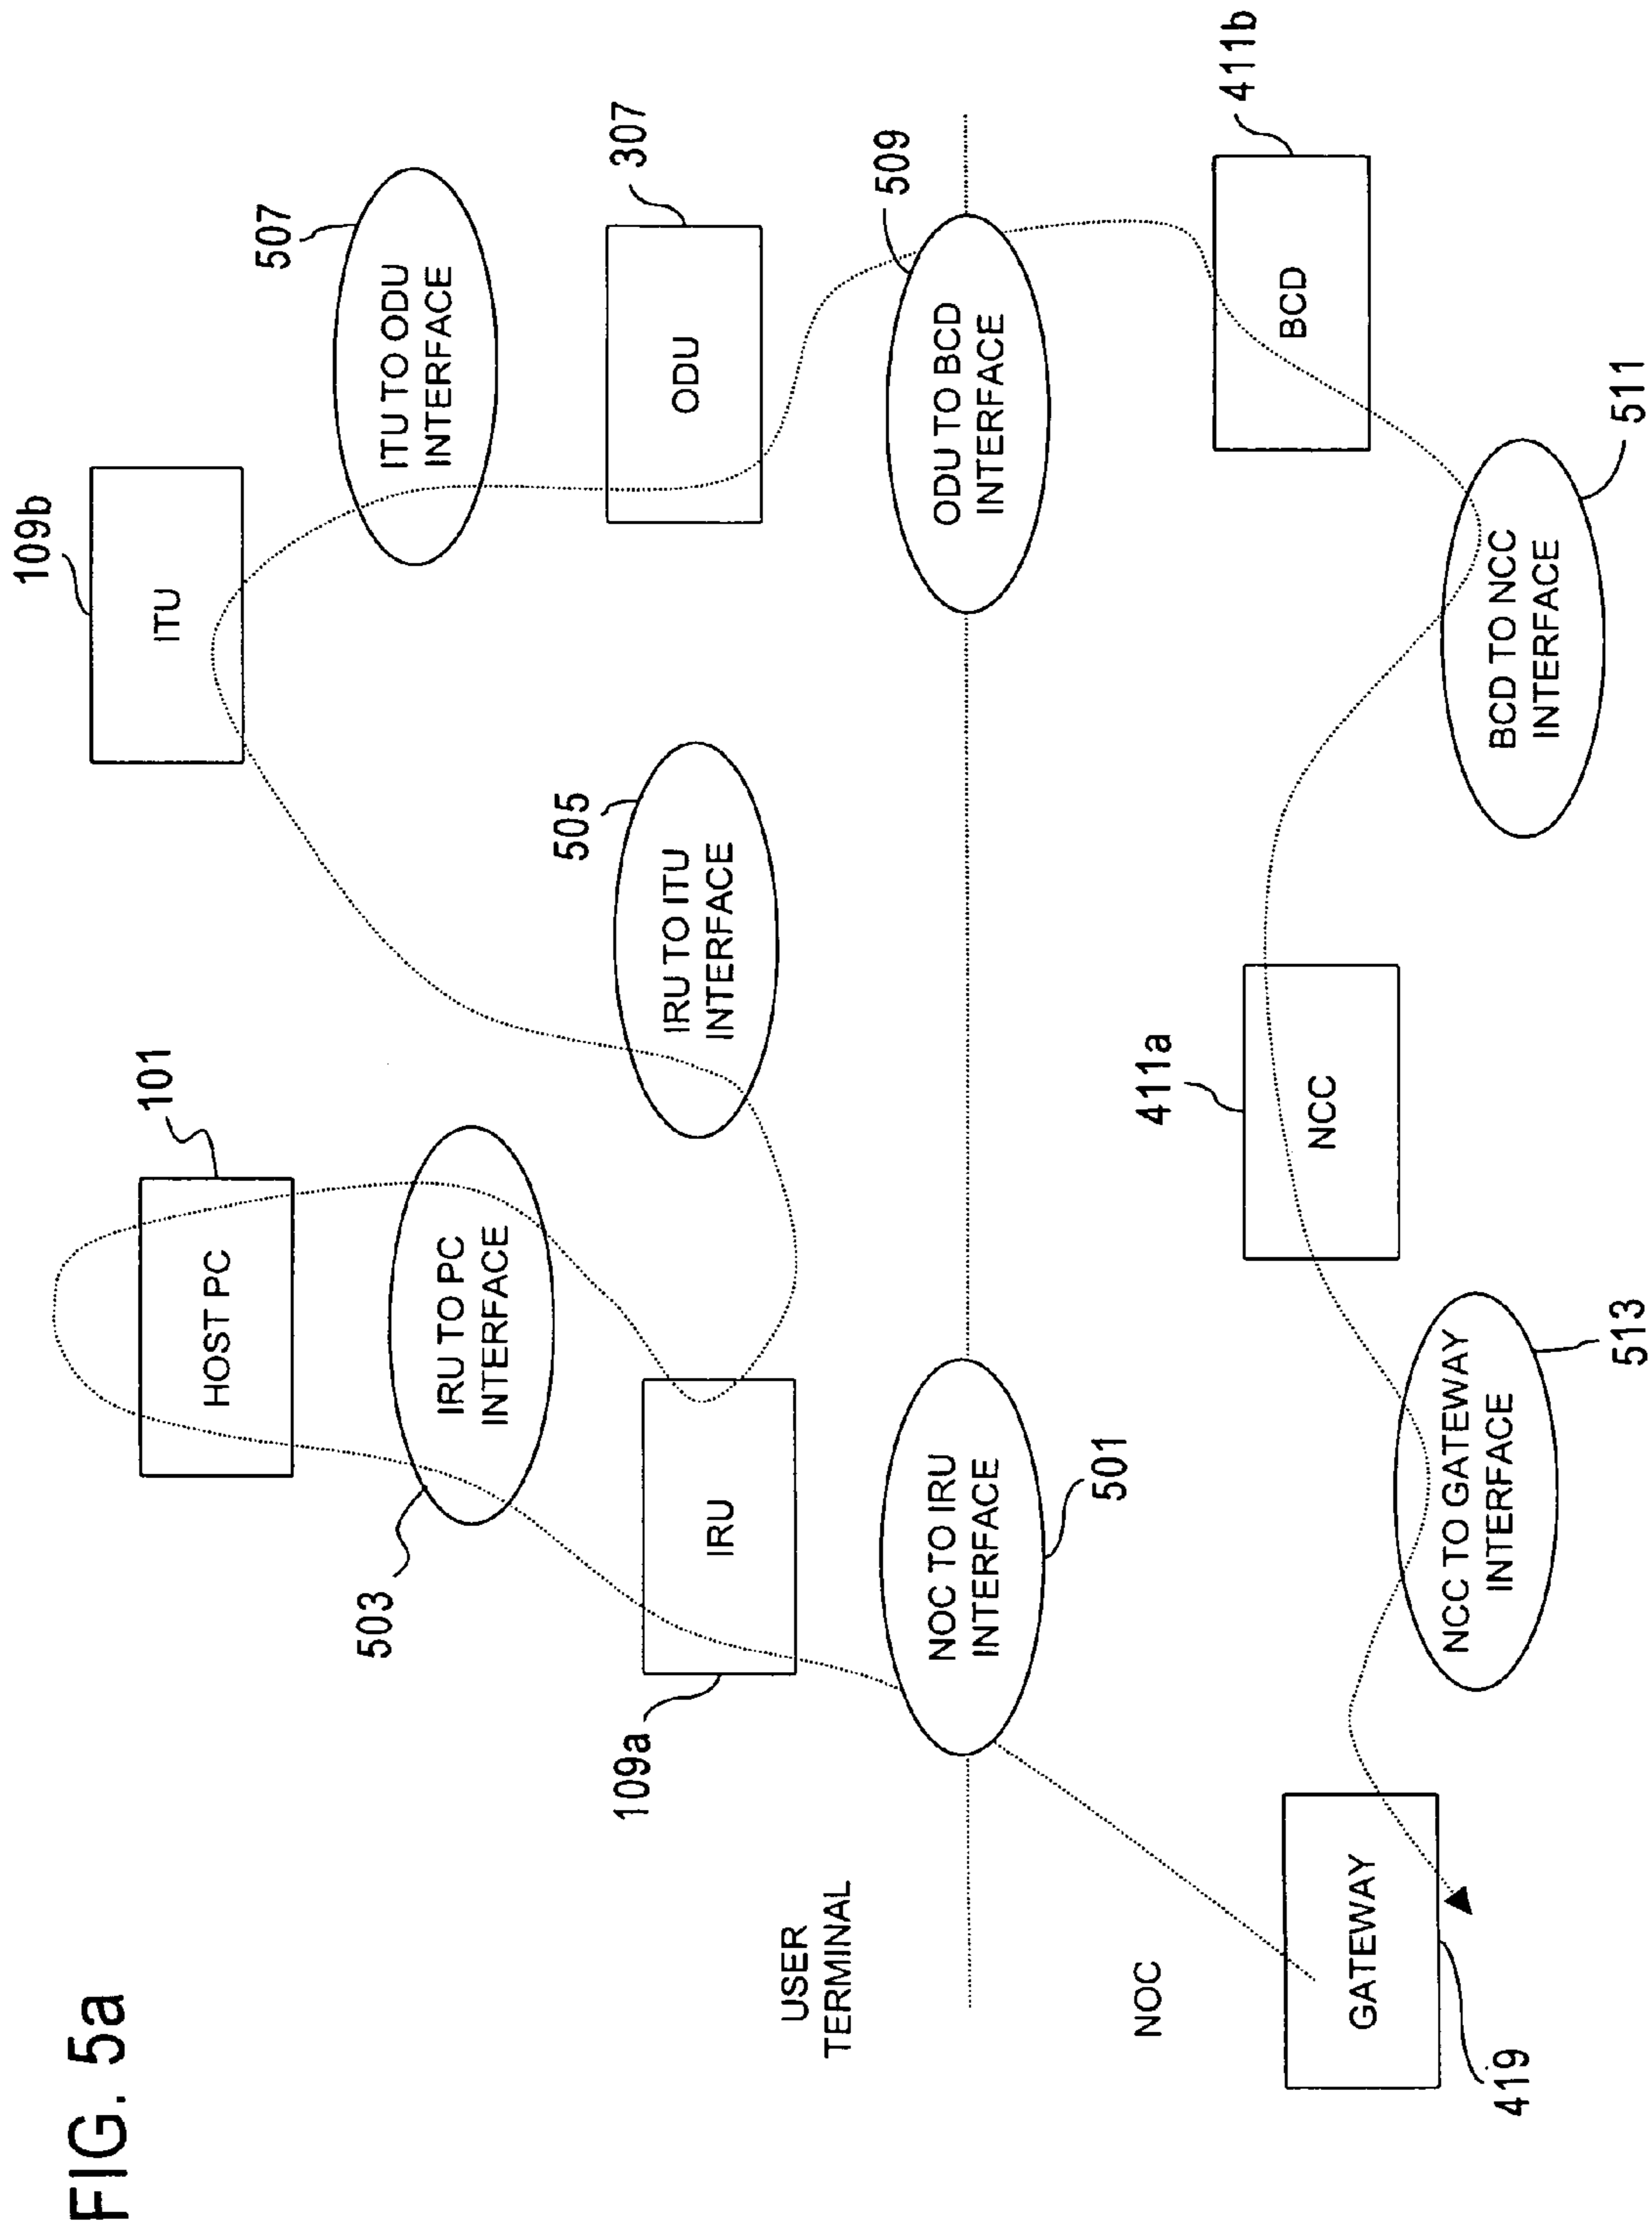 FIG. 5a
109b
ITU
507
ITU TO ODU
INTERFACE
101
HOST PC
503
IRU TO PC
INTERFACE
505
IRU TO ITU
INTERFACE
307
ODU
109a
IRU
USER
TERMINAL
NOC TO IRU
INTERFACE
501
509
ODU TO BCD
INTERFACE
NOC
411a
NCC
411b
BCD
GATEWAY
419
NCC TO GATEWAY
INTERFACE
513
BCD TO NCC
INTERFACE
511